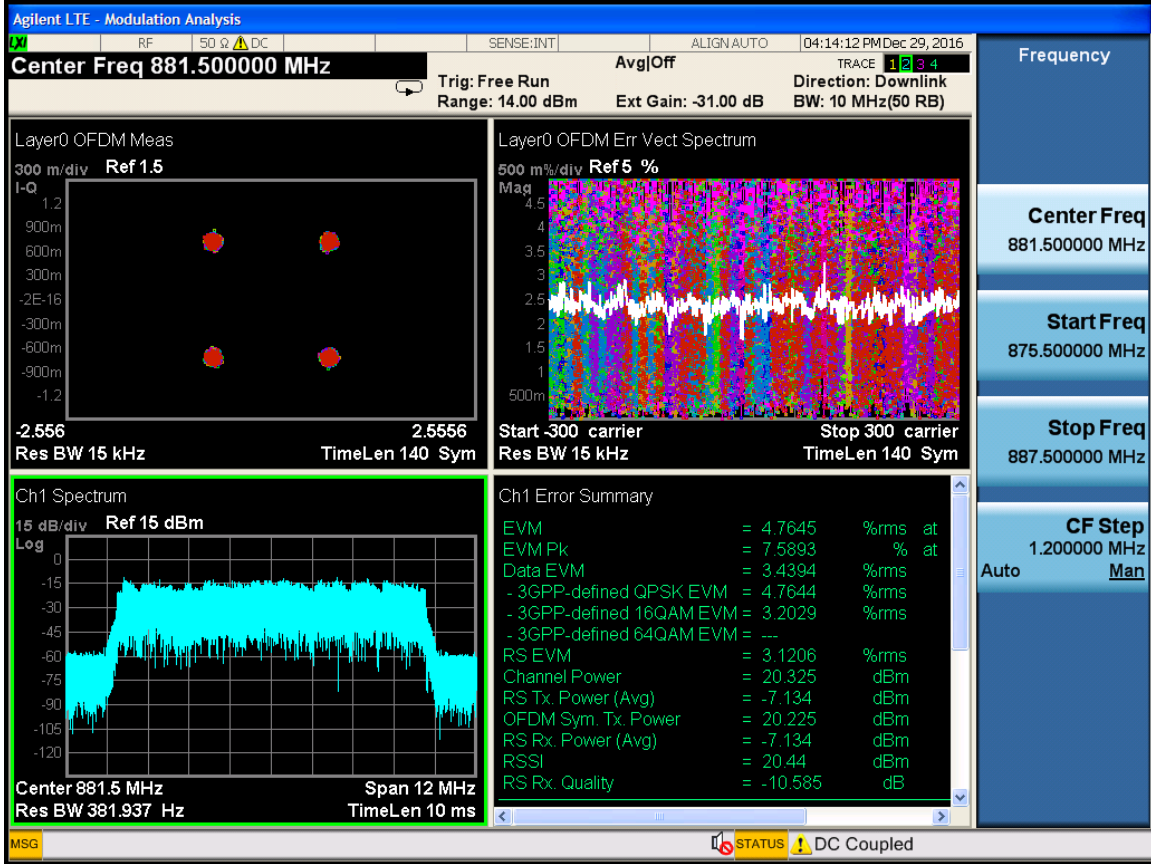 Agilent LTE - Modulation Analysis
LXI RF 50 Ω DC SENSE:INT ALIGN AUTO 04:14:12 PM Dec 29, 2016
Center Freq 881.500000 MHz
Avg|Off
TRACE 1 2 3 4
Trig: Free Run
Direction: Downlink
Range: 14.00 dBm Ext Gain: -31.00 dB BW: 10 MHz(50 RB)
Layer0 OFDM Meas
300 m/div Ref 1.5
I-Q
1.2
900m
600m
300m
-2E-16
-300m
-600m
-900m
-1.2
-2.556 2.5556
Res BW 15 kHz TimeLen 140 Sym
Layer0 OFDM Err Vect Spectrum
500 m%/div Ref 5 %
Mag
4.5
4
3.5
3
2.5
2
1.5
1
500m
Start -300 carrier Stop 300 carrier
Res BW 15 kHz TimeLen 140 Sym
Ch1 Spectrum
15 dB/div Ref 15 dBm
Log
0
-15
-30
-45
-60
-75
-90
-105
-120
Center 881.5 MHz Span 12 MHz
Res BW 381.937 Hz TimeLen 10 ms
Ch1 Error Summary
EVM = 4.7645 %rms at
EVM Pk = 7.5893 % at
Data EVM = 3.4394 %rms
- 3GPP-defined QPSK EVM = 4.7644 %rms
- 3GPP-defined 16QAM EVM = 3.2029 %rms
- 3GPP-defined 64QAM EVM = ---
RS EVM = 3.1206 %rms
Channel Power = 20.325 dBm
RS Tx. Power (Avg) = -7.134 dBm
OFDM Sym. Tx. Power = 20.225 dBm
RS Rx. Power (Avg) = -7.134 dBm
RSSI = 20.44 dBm
RS Rx. Quality = -10.585 dB
Frequency
Center Freq
881.500000 MHz
Start Freq
875.500000 MHz
Stop Freq
887.500000 MHz
CF Step
1.200000 MHz
Auto Man
MSG STATUS DC Coupled